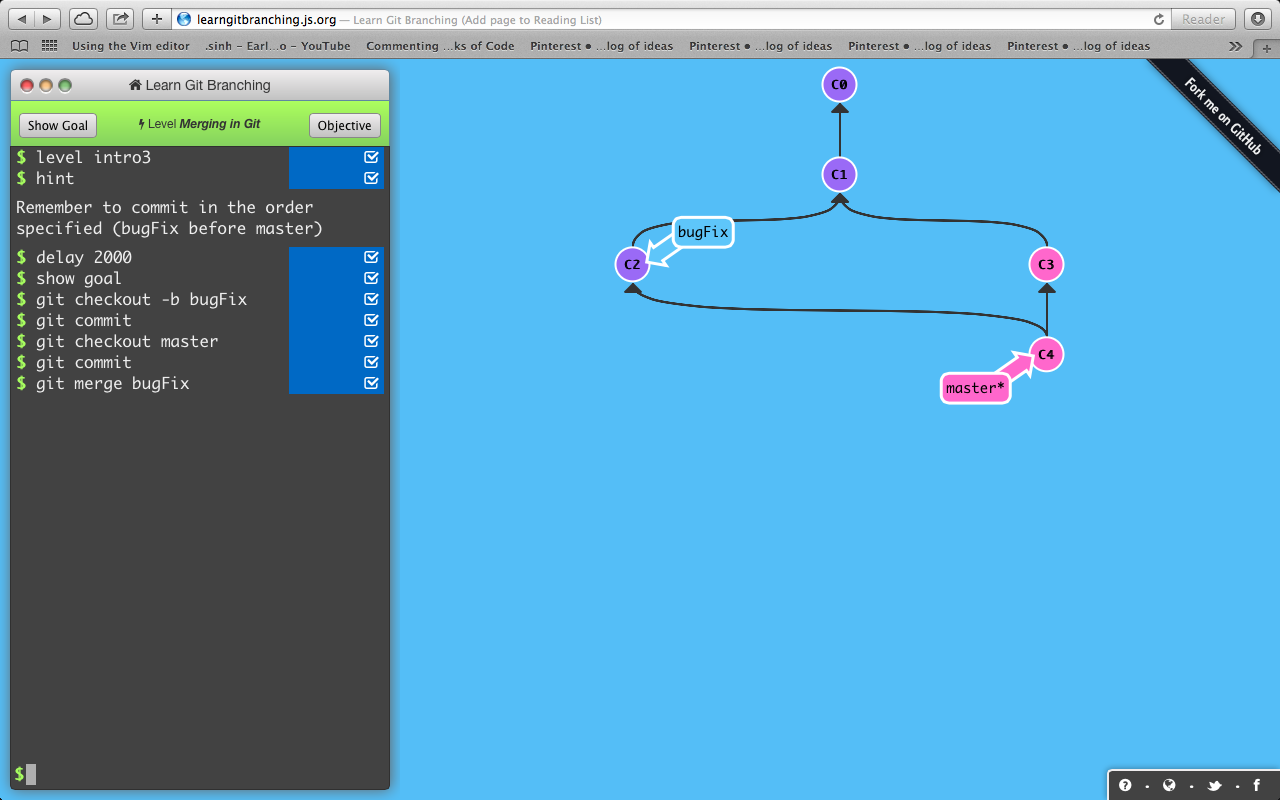 learngitbranching.js.org — Learn Git Branching (Add page to Reading List)
Reader
Using the Vim editor .sinh – Earl...o – YouTube Commenting ...ks of Code Pinterest • ...log of ideas Pinterest • ...log of ideas Pinterest • ...log of ideas Pinterest • ...log of ideas
Learn Git Branching
Show Goal
Level Merging in Git
Objective
$ level intro3
$ hint
Remember to commit in the order
specified (bugFix before master)
$ delay 2000
$ show goal
$ git checkout -b bugFix
$ git commit
$ git checkout master
$ git commit
$ git merge bugFix
$
C0
C1
bugFix
C2
C3
C4
master*
Fork me on GitHub